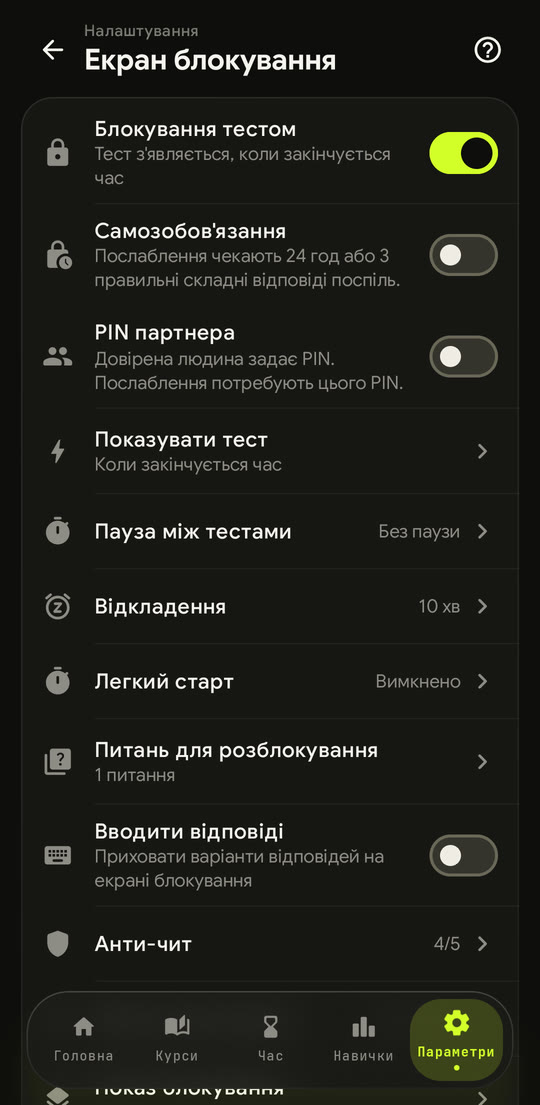 Налаштування
Екран блокування
Блокування тестом
Тест з'являється, коли закінчується
час
Самозобов'язання
Послаблення чекають 24 год або 3
правильні складні відповіді поспіль.
PIN партнера
Довірена людина задає PIN.
Послаблення потребують цього PIN.
Показувати тест
Коли закінчується час
Пауза між тестами
Без паузи
Відкладення
10 хв
Легкий старт
Вимкнено
Питань для розблокування
1 питання
Вводити відповіді
Приховати варіанти відповідей на
екрані блокування
Анти-чит
4/5
Головна
Курси
Час
Навички
Параметри
Показ блокування